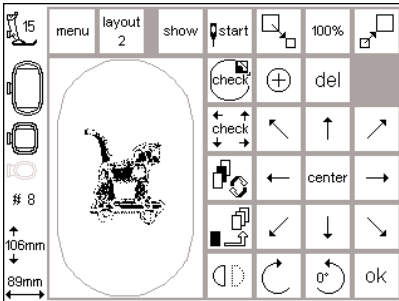 15
menu
layout
2
show
start
100%
check
del
check
center
# 8
106mm
89mm
0°
ok